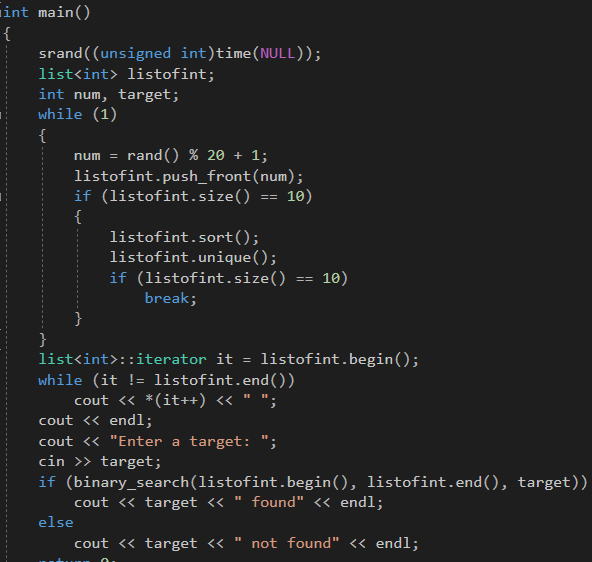 int main()
{
    srand((unsigned int)time(NULL));
    list<int> listofint;
    int num, target;
    while (1)
    {
        num = rand() % 20 + 1;
        listofint.push_front(num);
        if (listofint.size() == 10)
        {
            listofint.sort();
            listofint.unique();
            if (listofint.size() == 10)
                break;
        }
    }
    list<int>::iterator it = listofint.begin();
    while (it != listofint.end())
        cout << *(it++) << " ";
    cout << endl;
    cout << "Enter a target: ";
    cin >> target;
    if (binary_search(listofint.begin(), listofint.end(), target))
        cout << target << " found" << endl;
    else
        cout << target << " not found" << endl;